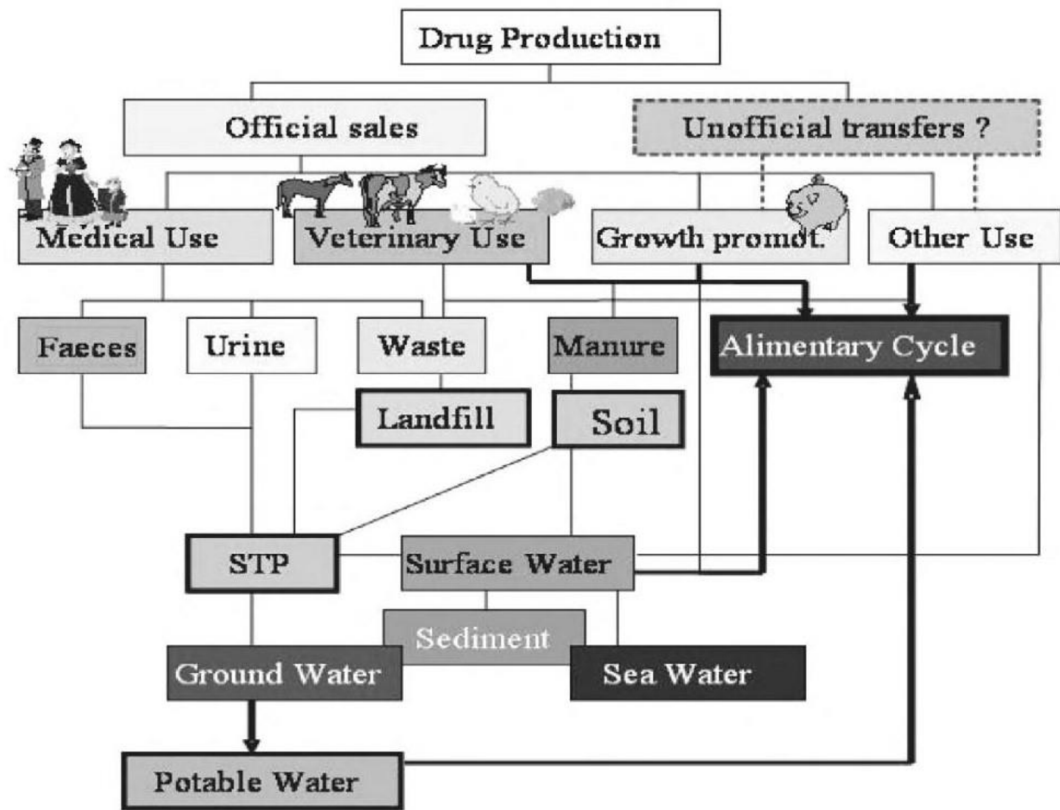 Drug Production
Official sales
Unofficial transfers ?
Medical Use
Veterinary Use
Growth promot.
Other Use
Faeces
Urine
Waste
Manure
Alimentary Cycle
Landfill
Soil
STP
Surface Water
Sediment
Ground Water
Sea Water
Potable Water